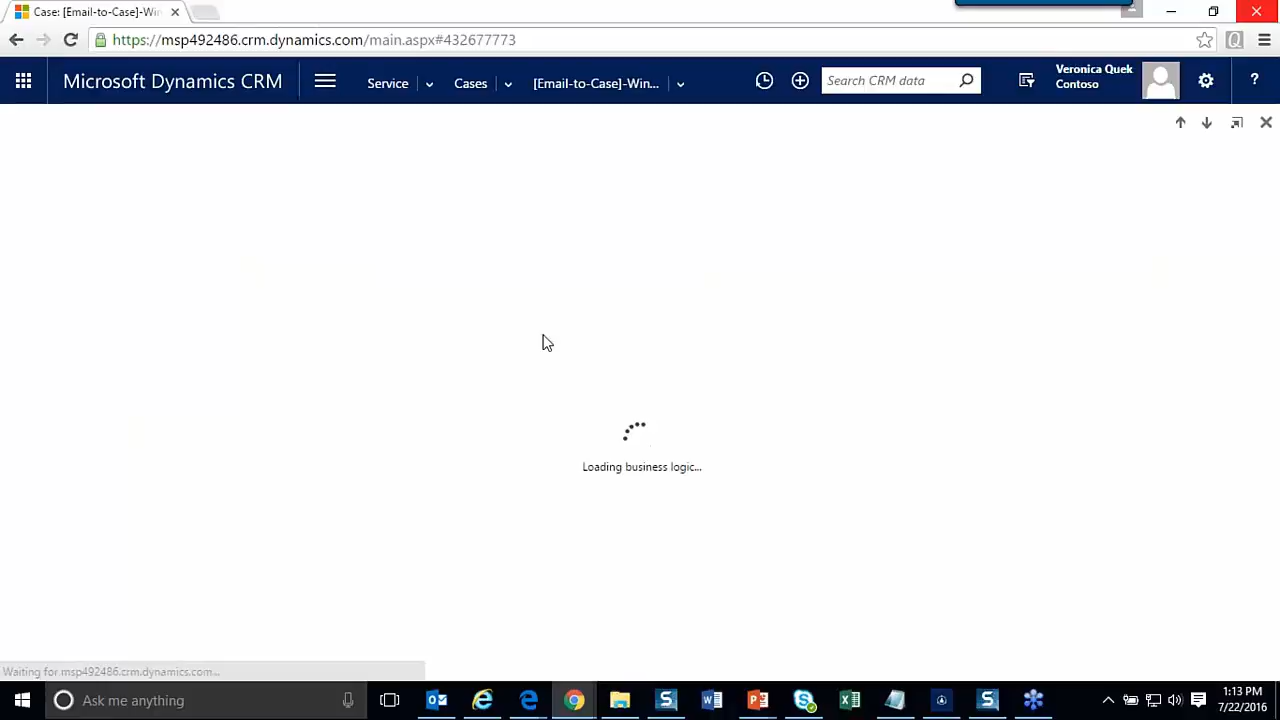 Case: [Email-to-Case]-Win
https://msp492486.crm.dynamics.com/main.aspx#432677773
Microsoft Dynamics CRM
Service
Cases
[Email-to-Case]-Win...
Search CRM data
Veronica Quek
Contoso
?
Loading business logic...
Waiting for msp492486.crm.dynamics.com...
Ask me anything
1:13 PM
7/22/2016